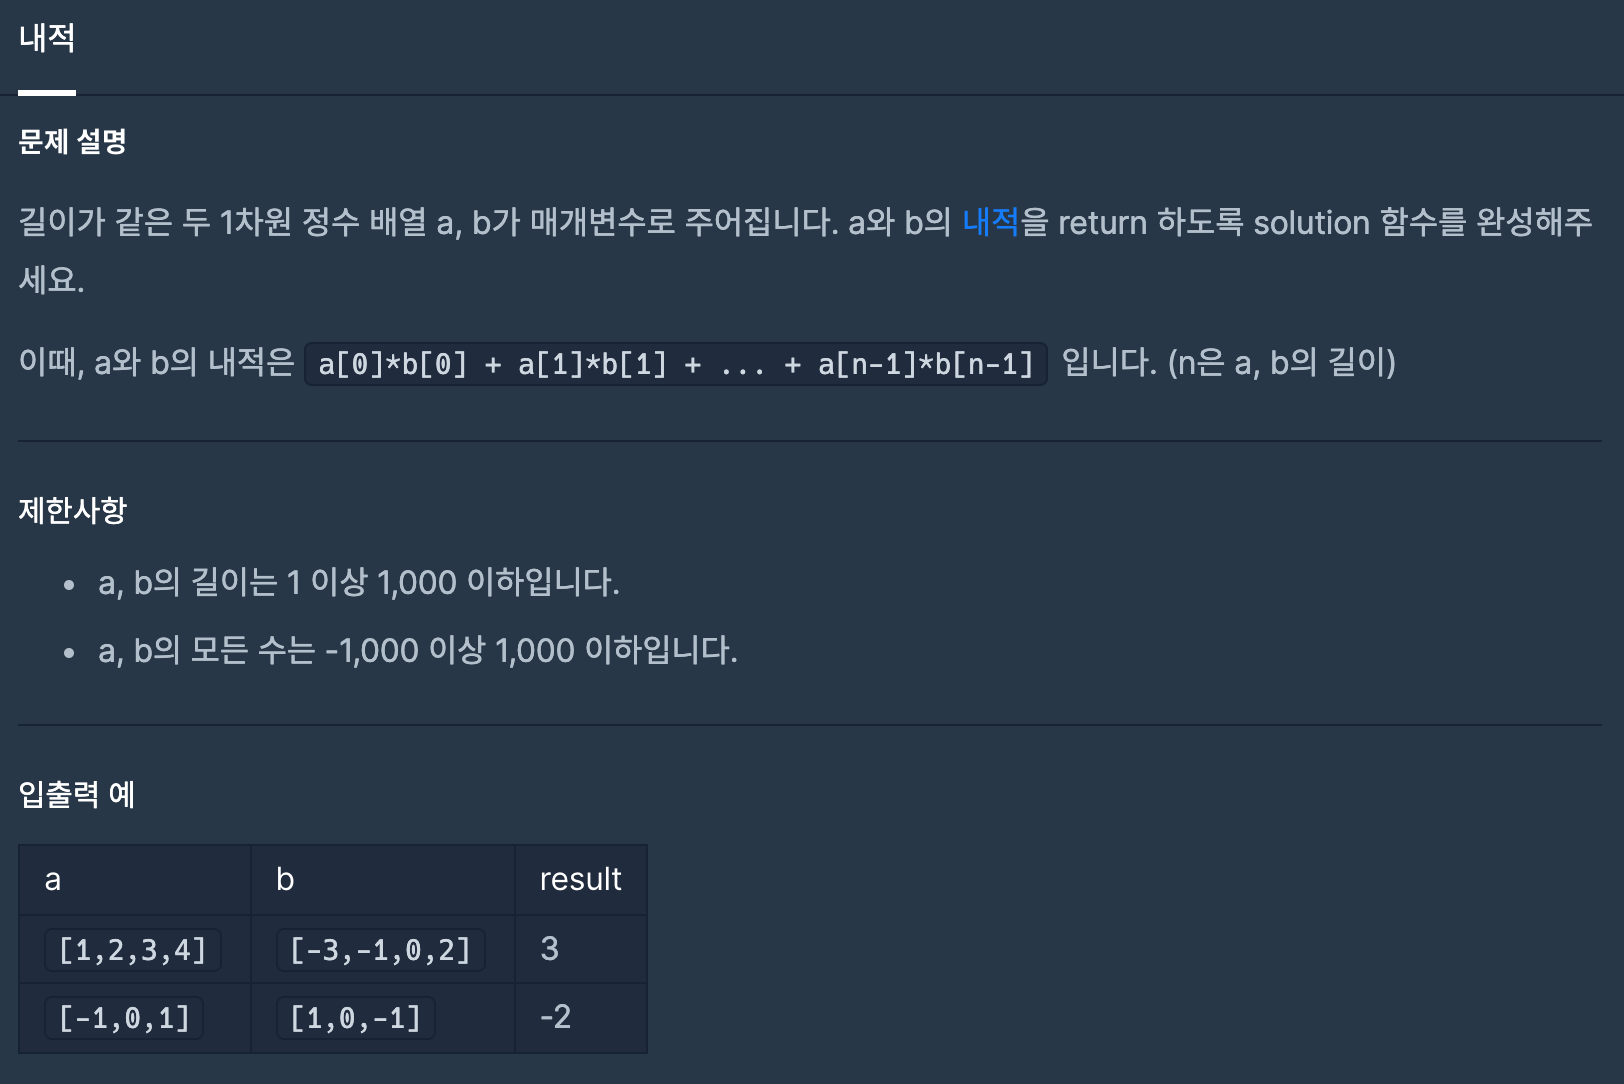 내적
문제 설명
길이가 같은 두 1차원 정수 배열 a, b가 매개변수로 주어집니다. a와 b의 내적을 return 하도록 solution 함수를 완성해주
세요.
이때, a와 b의 내적은 a[0]*b[0] + a[1]*b[1] + ... + a[n-1]*b[n-1] 입니다. (n은 a, b의 길이)
제한사항
• a, b의 길이는 1 이상 1,000 이하입니다.
• a, b의 모든 수는 -1,000 이상 1,000 이하입니다.
입출력 예
a b result
[1,2,3,4] [-3,-1,0,2] 3
[-1,0,1] [1,0,-1] -2